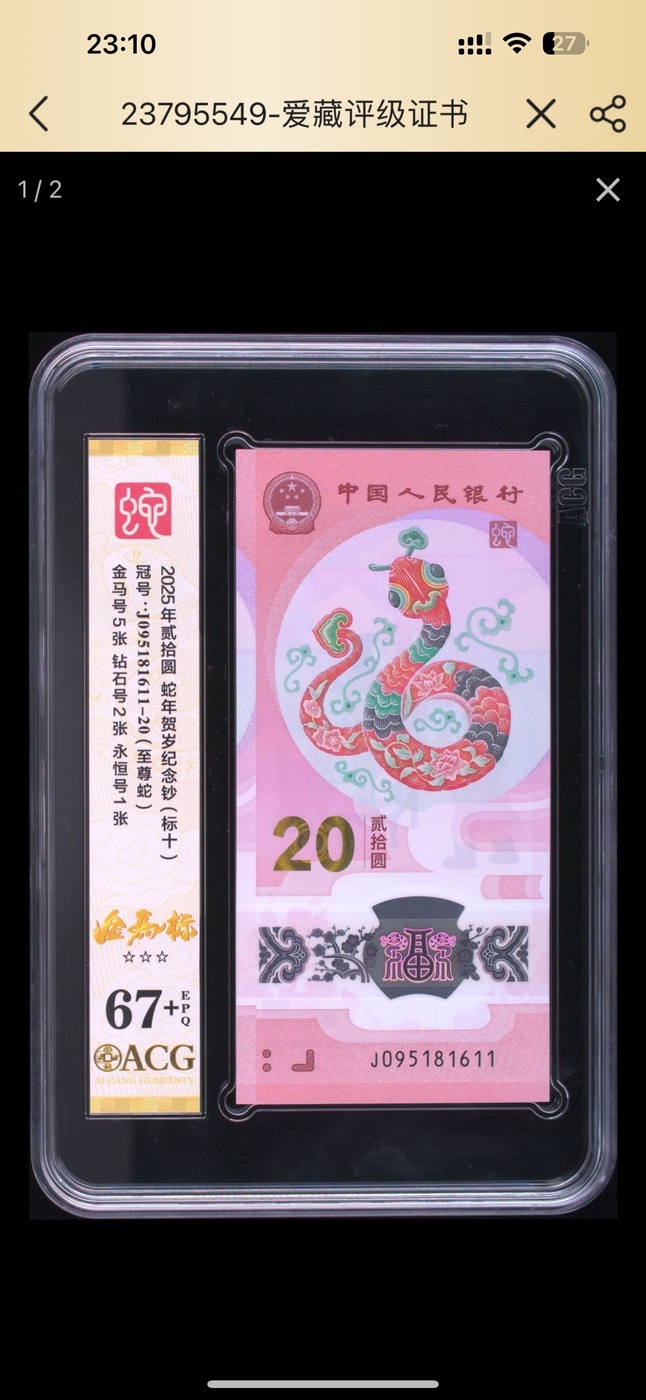 23:10
27
23795549-爱藏评级证书
1 / 2
蛇
2025年贰拾圆 蛇年贺岁纪念钞（标十）
冠号：J095181611-20（至尊蛇）
金马号5张 钻石号2张 永恒号1张
金马标
☆☆☆
67+EPQ
ACG
AI CANG GUARANTY
中国人民银行
蛇
20
贰拾圆
福
J095181611
ACG